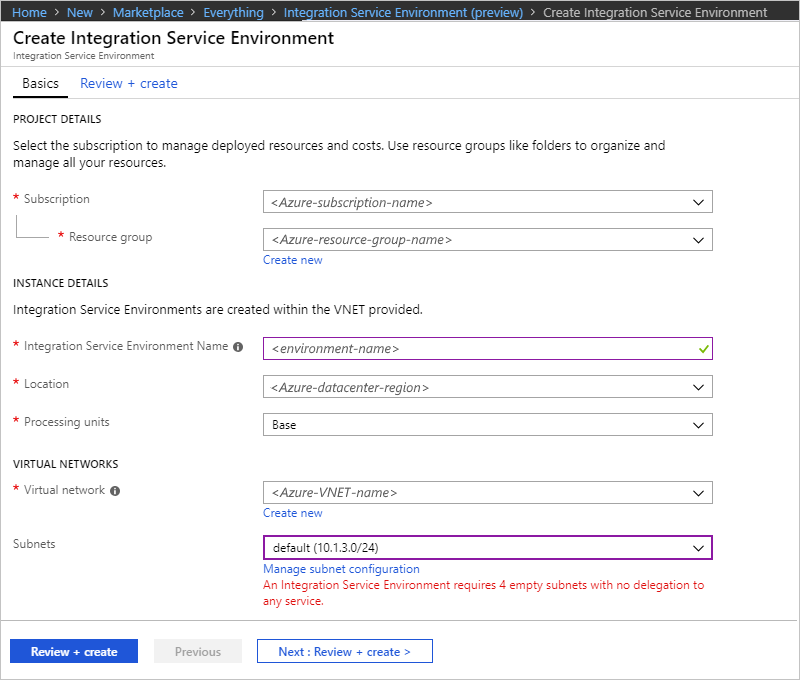 Home > New > Marketplace > Everything > Integration Service Environment (preview) > Create Integration Service Environment
Create Integration Service Environment
Integration Service Environment
Basics Review + create
PROJECT DETAILS
Select the subscription to manage deployed resources and costs. Use resource groups like folders to organize and
manage all your resources.
* Subscription <Azure-subscription-name>
* Resource group <Azure-resource-group-name>
Create new
INSTANCE DETAILS
Integration Service Environments are created within the VNET provided.
* Integration Service Environment Name <environment-name>
* Location <Azure-datacenter-region>
* Processing units Base
VIRTUAL NETWORKS
* Virtual network <Azure-VNET-name>
Create new
Subnets default (10.1.3.0/24)
Manage subnet configuration
An Integration Service Environment requires 4 empty subnets with no delegation to
any service.
Review + create Previous Next : Review + create >